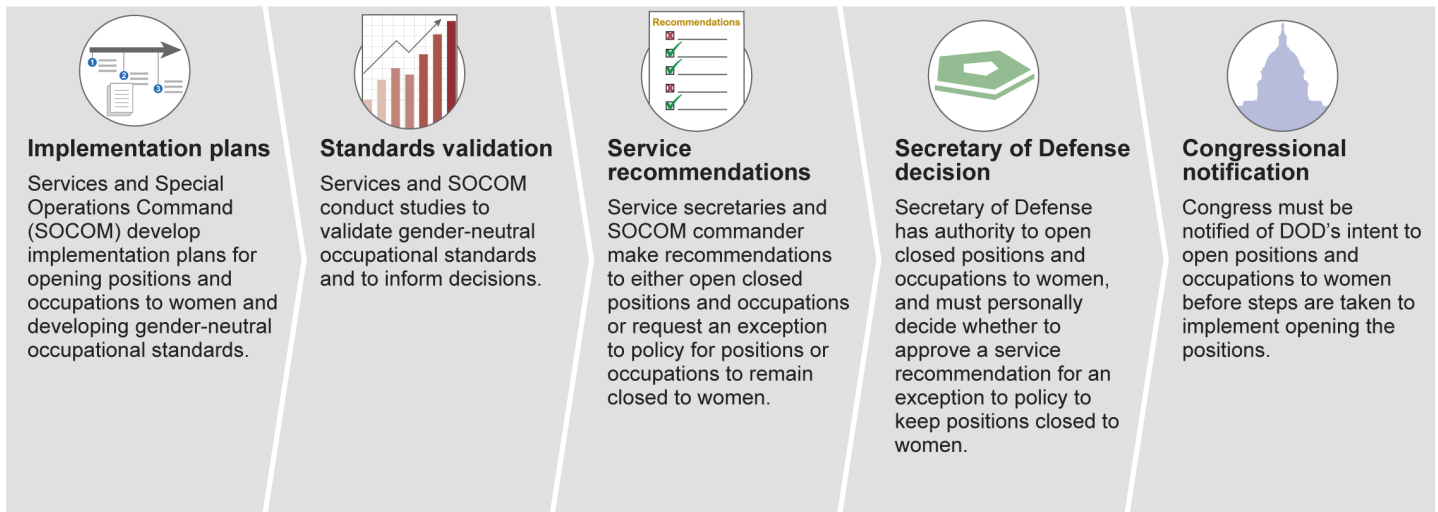 1
2
3
Implementation plans
Services and Special
Operations Command
(SOCOM) develop
implementation plans for
opening positions and
occupations to women and
developing gender-neutral
occupational standards.
Standards validation
Services and SOCOM
conduct studies to
validate gender-neutral
occupational standards
and to inform decisions.
Recommendations
Service
recommendations
Service secretaries and
SOCOM commander
make recommendations
to either open closed
positions and occupations
or request an exception
to policy for positions or
occupations to remain
closed to women.
Secretary of Defense
decision
Secretary of Defense
has authority to open
closed positions and
occupations to women,
and must personally
decide whether to
approve a service
recommendation for an
exception to policy to
keep positions closed to
women.
Congressional
notification
Congress must be
notified of DOD’s intent to
open positions and
occupations to women
before steps are taken to
implement opening the
positions.